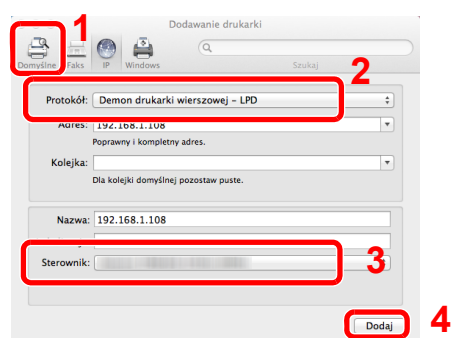 1
Dodawanie drukarki
Domyślne Faks IP Windows Szukaj
2
Protokół: Demon drukarki wierszowej – LPD
Adres: 192.168.1.108
Poprawny i kompletny adres.
Kolejka:
Dla kolejki domyślnej pozostaw puste.
Nazwa: 192.168.1.108
Sterownik:
3
Dodaj
4